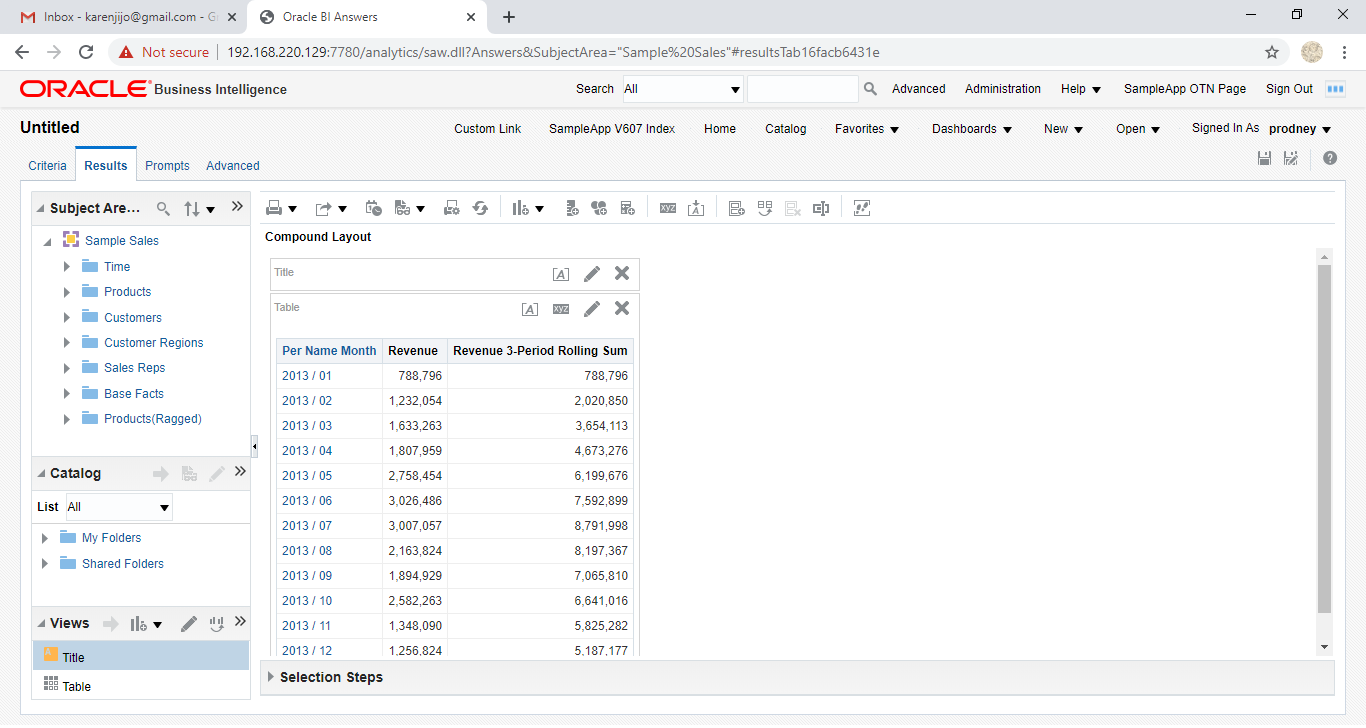 Inbox - karenjijo@gmail.com - G
Oracle BI Answers
Not secure
192.168.220.129:7780/analytics/saw.dll?Answers&SubjectArea="Sample%20Sales"#resultsTab16facb6431e
ORACLE Business Intelligence
Search All Advanced Administration Help SampleApp OTN Page Sign Out
Untitled
Custom Link SampleApp V607 Index Home Catalog Favorites Dashboards New Open Signed In As prodney
Criteria Results Prompts Advanced
Subject Are...
Sample Sales
Time
Products
Customers
Customer Regions
Sales Reps
Base Facts
Products(Ragged)
Catalog
List All
My Folders
Shared Folders
Views
Title
Table
Compound Layout
Title
Table
Per Name Month Revenue Revenue 3-Period Rolling Sum
2013 / 01 788,796 788,796
2013 / 02 1,232,054 2,020,850
2013 / 03 1,633,263 3,654,113
2013 / 04 1,807,959 4,673,276
2013 / 05 2,758,454 6,199,676
2013 / 06 3,026,486 7,592,899
2013 / 07 3,007,057 8,791,998
2013 / 08 2,163,824 8,197,367
2013 / 09 1,894,929 7,065,810
2013 / 10 2,582,263 6,641,016
2013 / 11 1,348,090 5,825,282
2013 / 12 1,256,824 5,187,177
Selection Steps